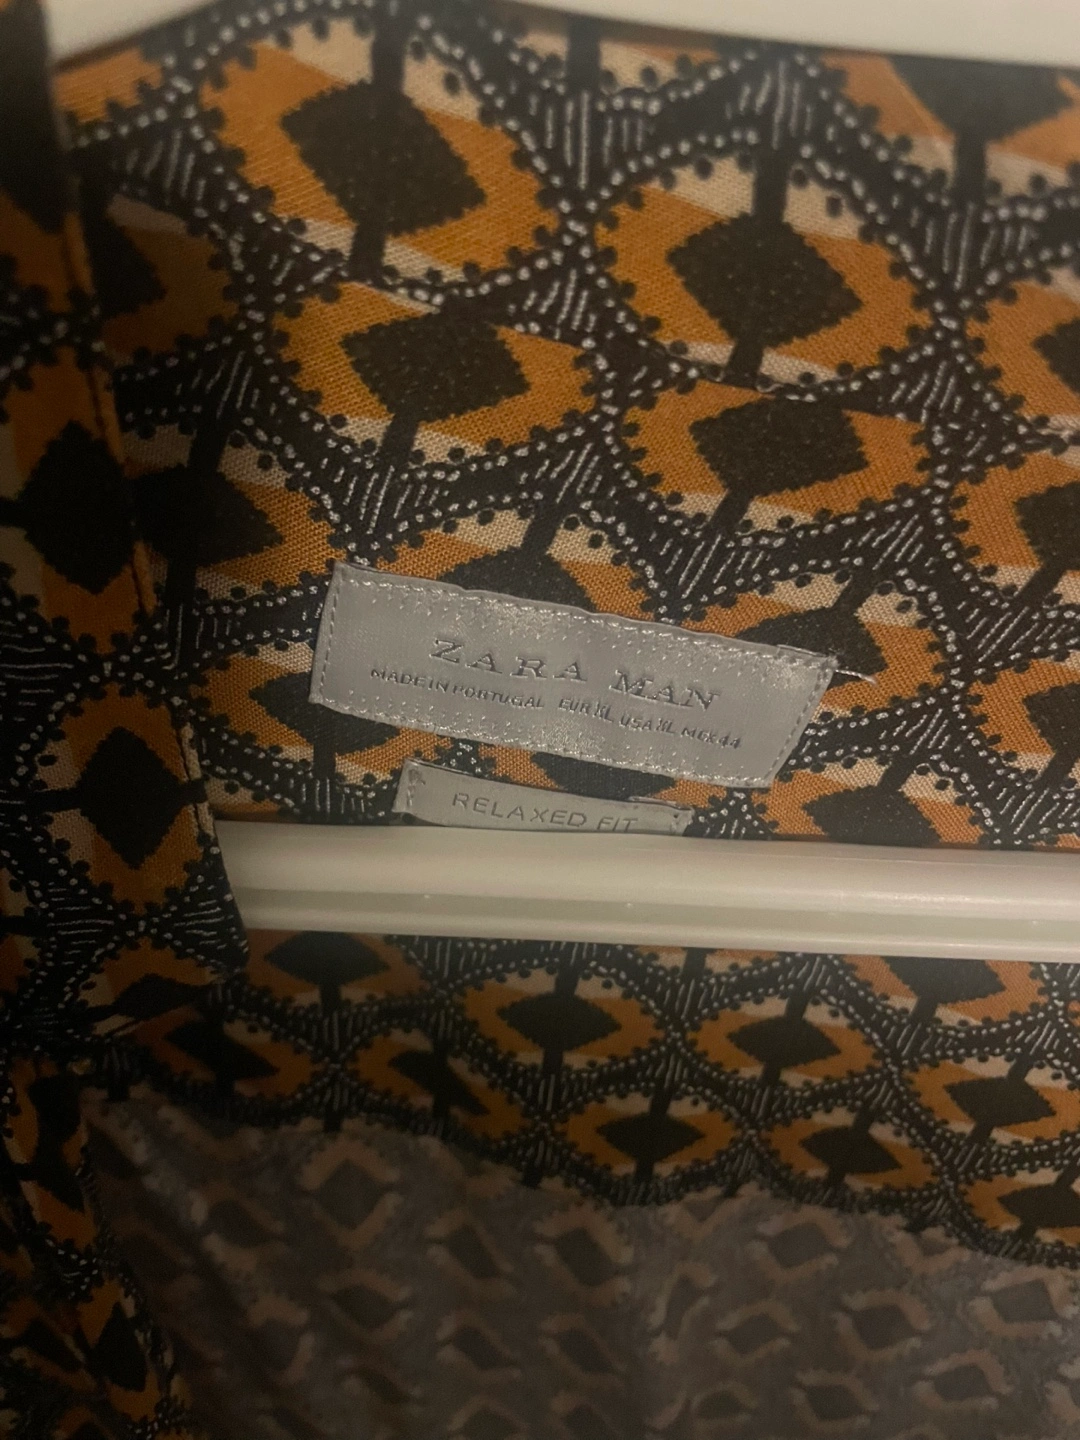 ZARA MAN
MADE IN PORTUGAL EUR XL USA XL MEX 44
RELAXED FIT